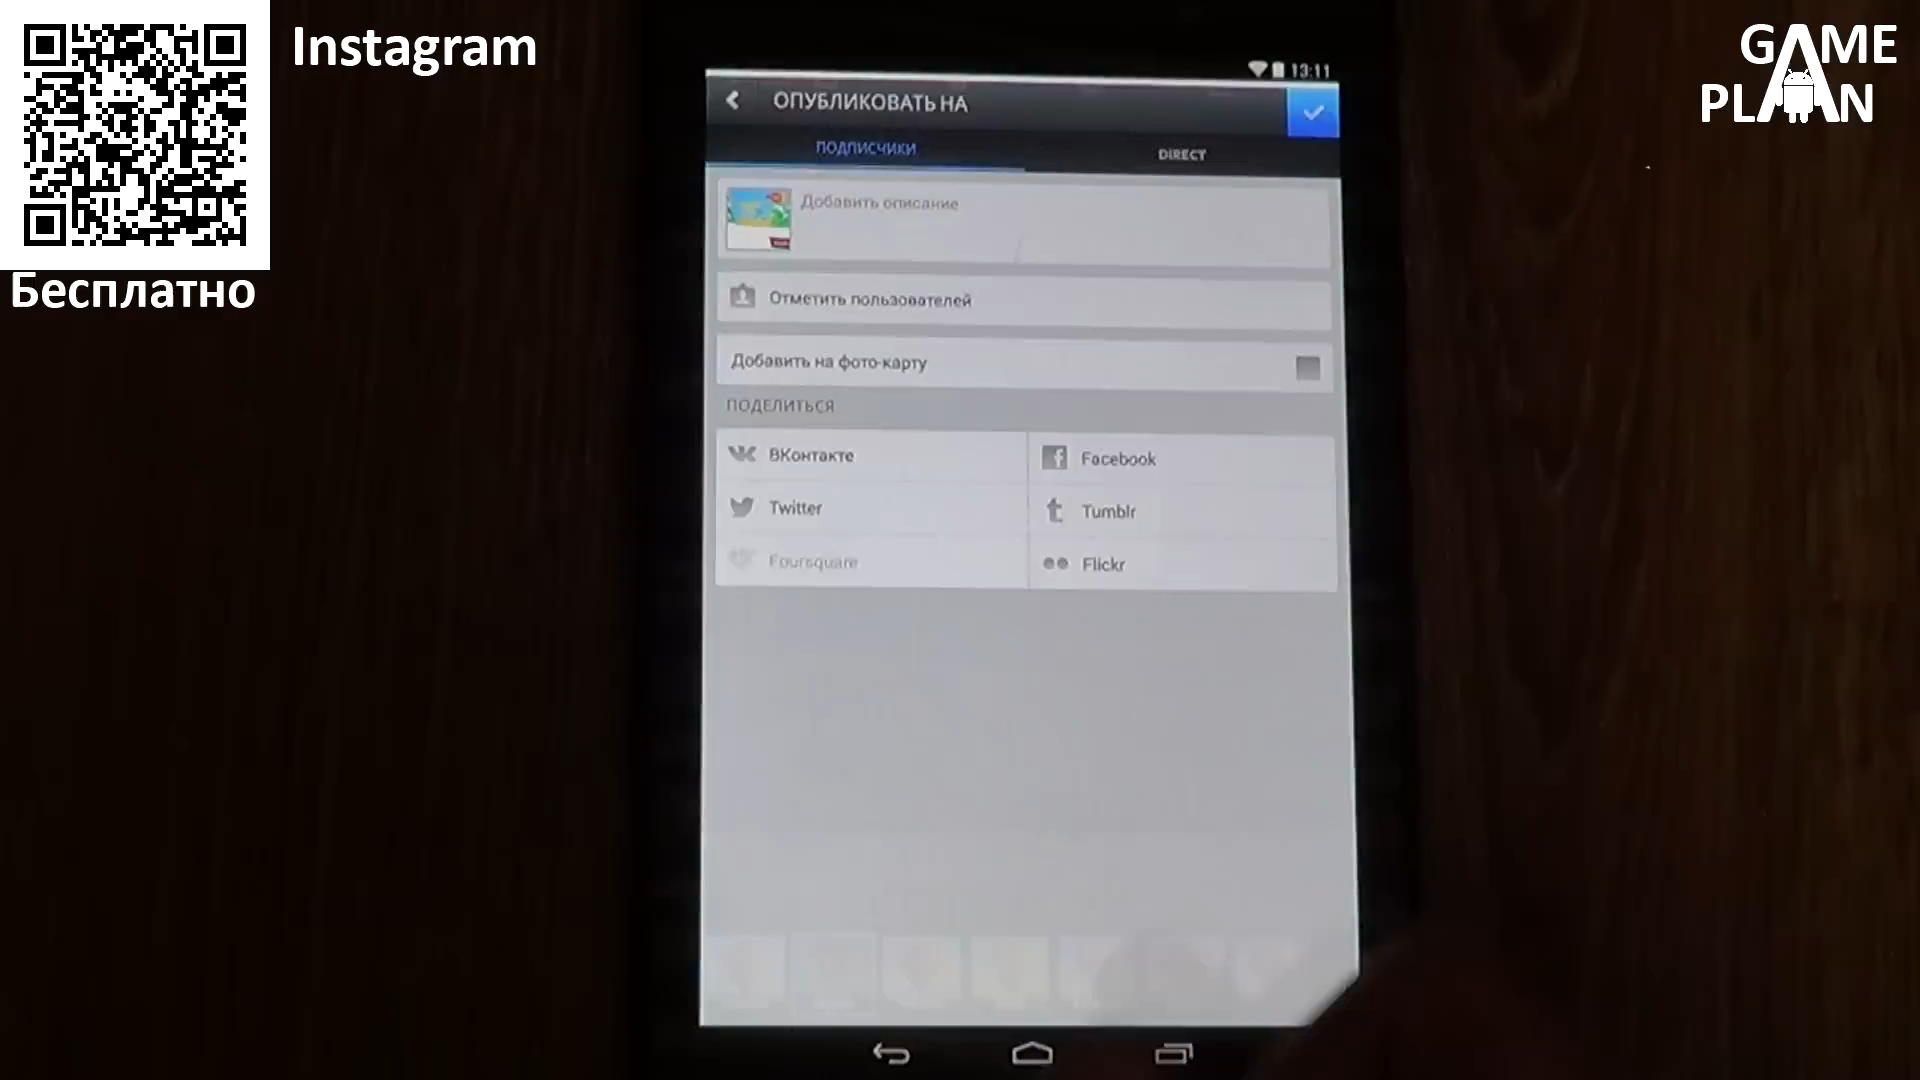 Instagram
Бесплатно
GAME
PLAN
13:11
ОПУБЛИКОВАТЬ НА
ПОДПИСЧИКИ
DIRECT
Добавить описание
Отметить пользователей
Добавить на фото-карту
ПОДЕЛИТЬСЯ
ВКонтакте
Facebook
Twitter
Tumblr
Foursquare
Flickr